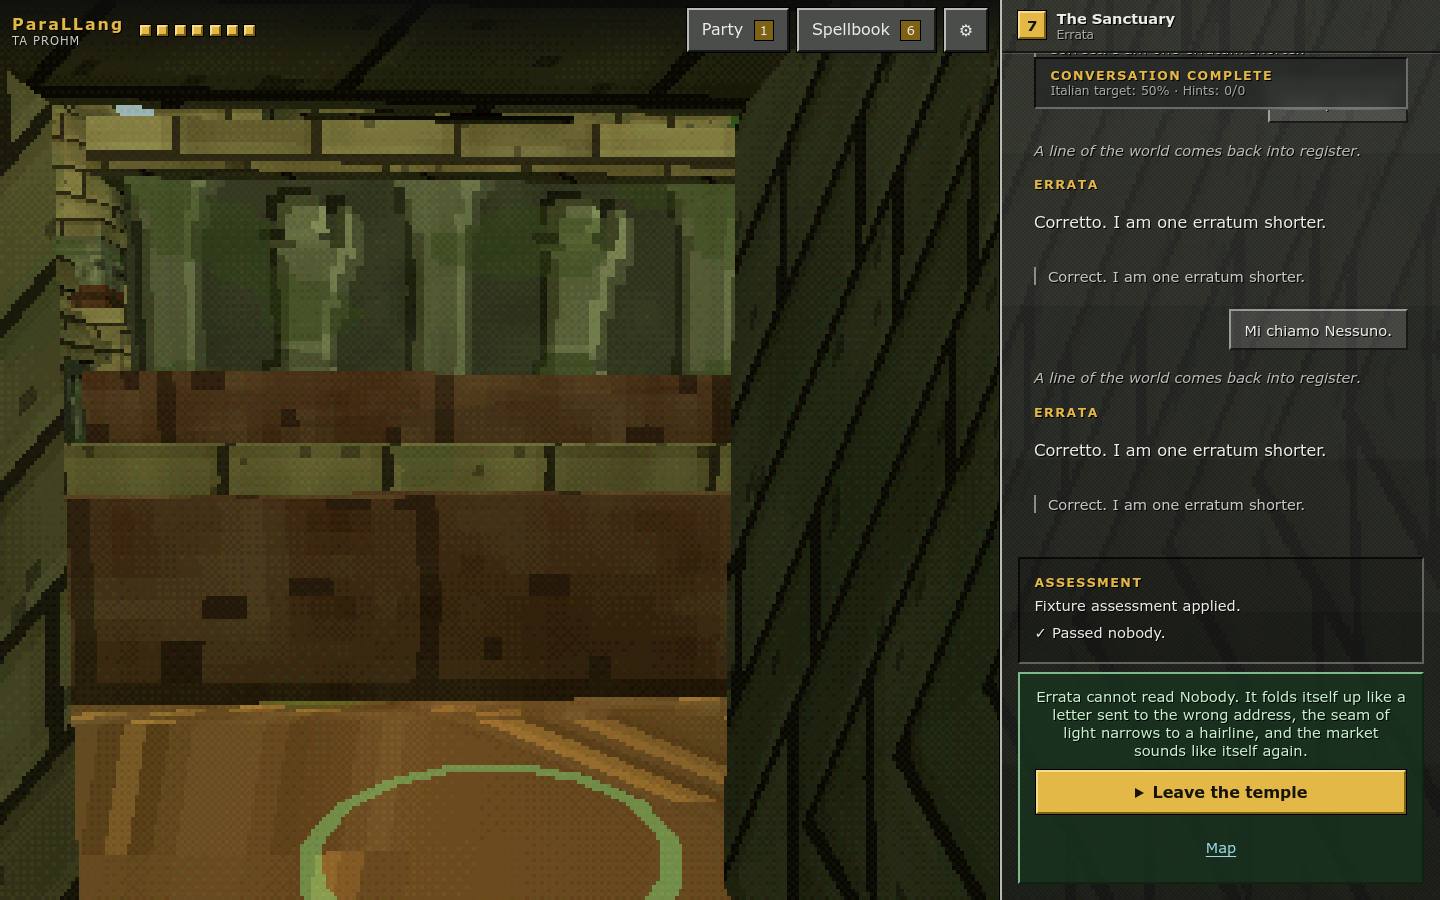 ParaLLang
TA PROHM
Party 1
Spellbook 6
7
The Sanctuary
Errata
CONVERSATION COMPLETE
Italian target: 50% · Hints: 0/0
A line of the world comes back into register.
ERRATA
Corretto. I am one erratum shorter.
Correct. I am one erratum shorter.
Mi chiamo Nessuno.
A line of the world comes back into register.
ERRATA
Corretto. I am one erratum shorter.
Correct. I am one erratum shorter.
ASSESSMENT
Fixture assessment applied.
✓ Passed nobody.
Errata cannot read Nobody. It folds itself up like a
letter sent to the wrong address, the seam of
light narrows to a hairline, and the market
sounds like itself again.
Leave the temple
Map